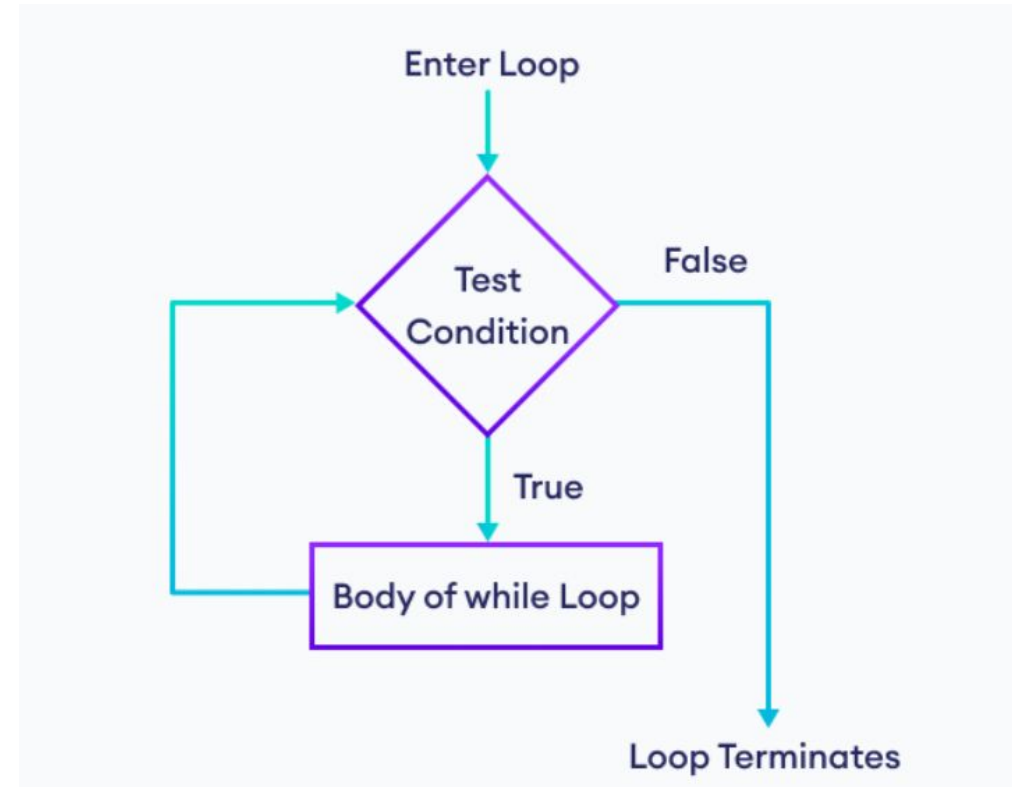 Enter Loop
Test
Condition
False
True
Body of while Loop
Loop Terminates